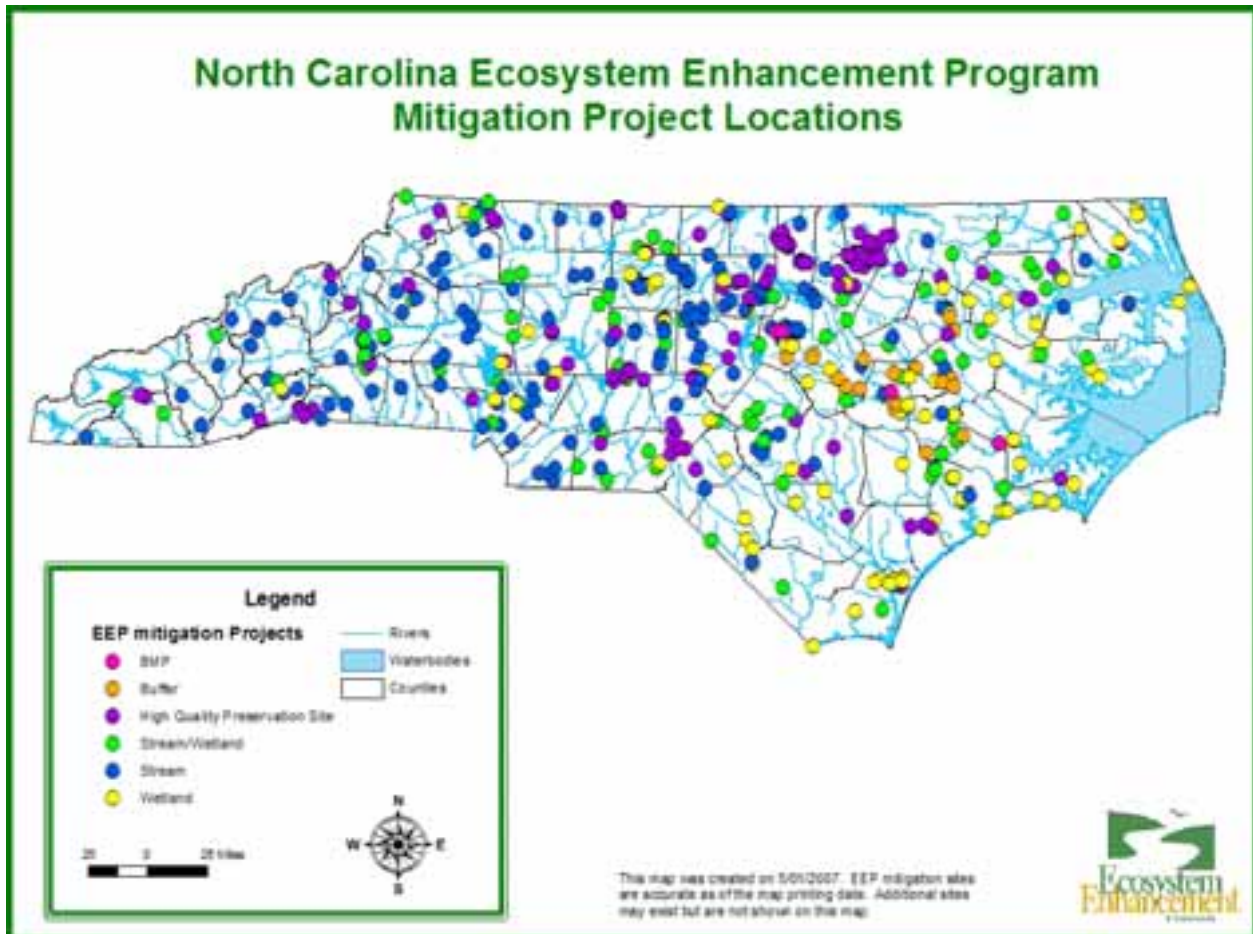 North Carolina Ecosystem Enhancement Program
Mitigation Project Locations
Legend
EEP mitigation Projects
BMP
Buffer
High Quality Preservation Site
Stream/Wetland
Stream
Wetland
Rivers
Waterbodies
Counties
25 0 25 Miles
N
W E
S
This map was created on 5/01/2007. EEP mitigation sites
are accurate as of the map printing date. Additional sites
may exist but are not shown on this map.
Ecosystem
Enhancement